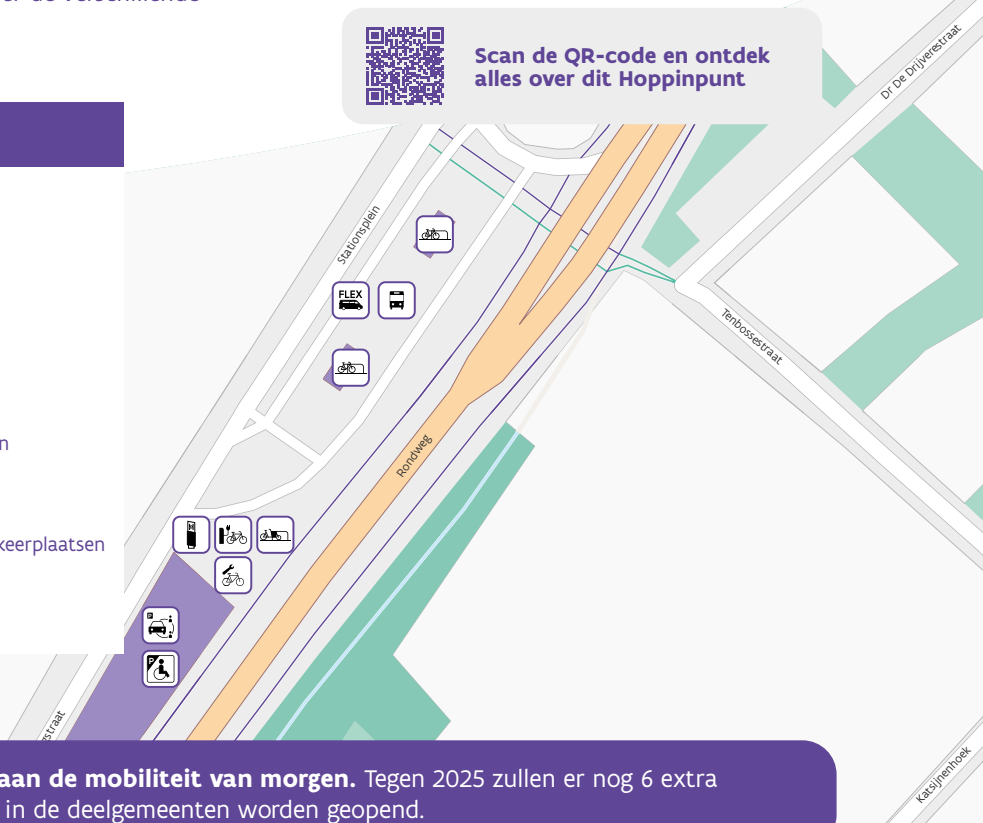 Scan de QR-code en ontdek
alles over dit Hoppinpunt
Dr De Drijverestraat
Stationsplein
FLEX
Tenbossestraat
Rondweg
n
keerplaatsen
P
P
straat
Katsijnenhoek
aan de mobiliteit van morgen. Tegen 2025 zullen er nog 6 extra
in de deelgemeenten worden geopend.